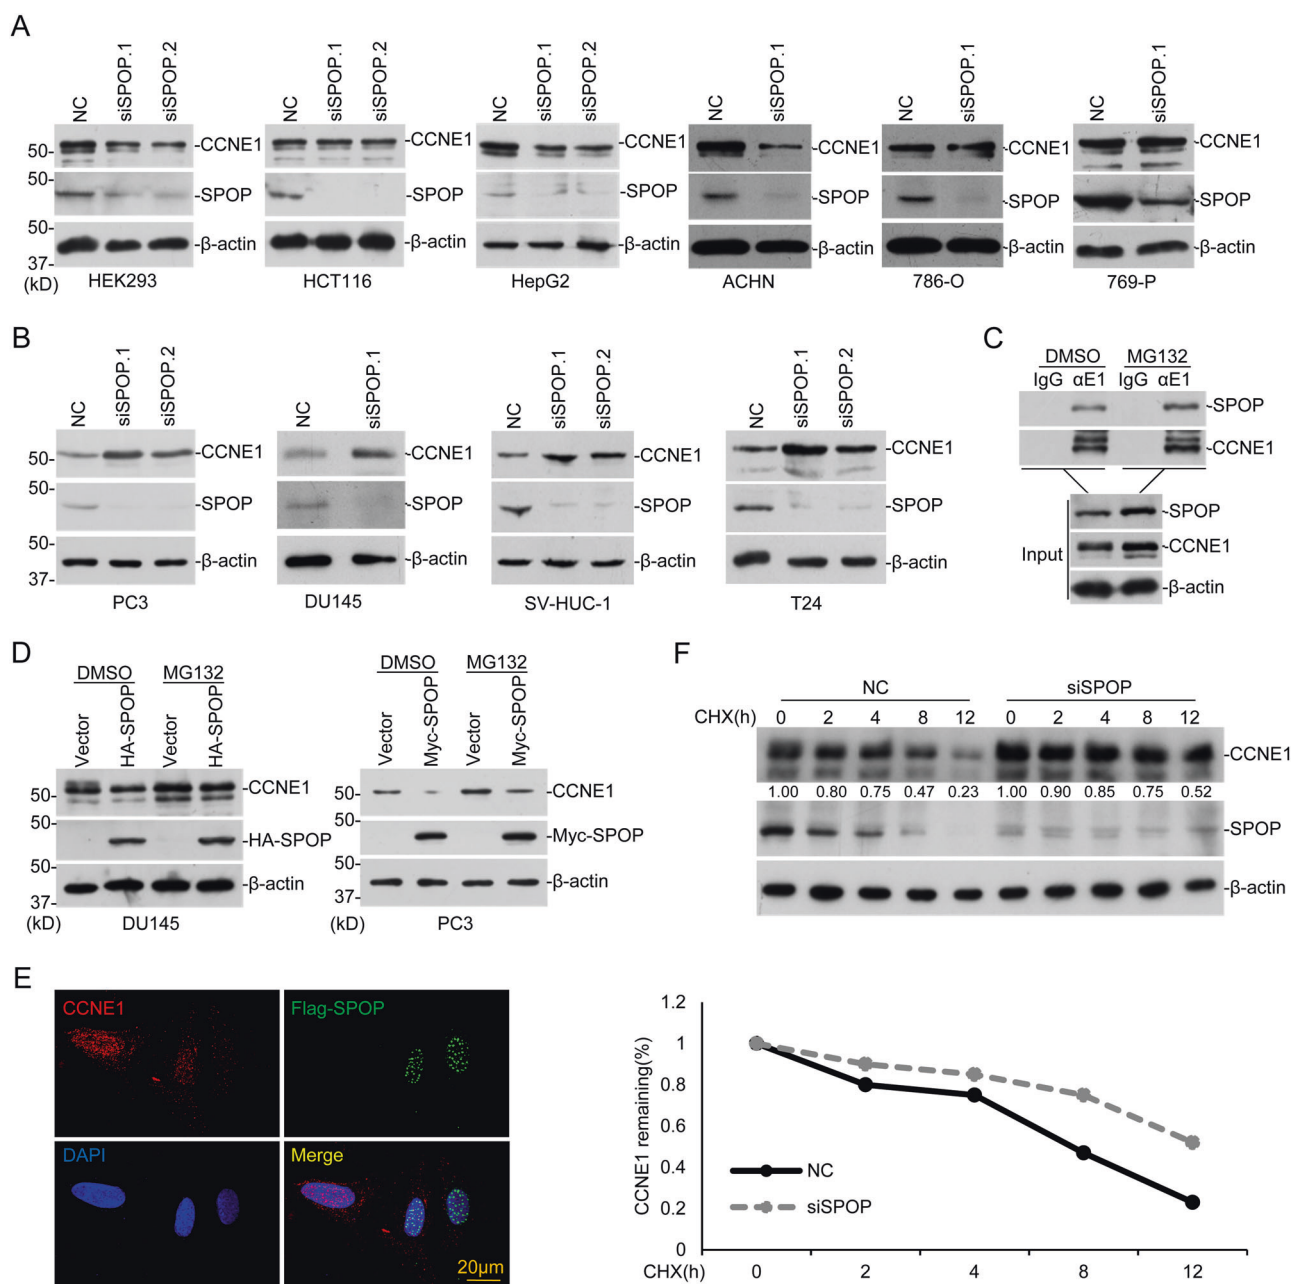 A
NC siSPOP.1 siSPOP.2
50- -CCNE1
50- -SPOP
50- -β-actin
37-
(kD) HEK293
NC siSPOP.1 siSPOP.2
-CCNE1
-SPOP
-β-actin
HCT116
NC siSPOP.1 siSPOP.2
-CCNE1
-SPOP
-β-actin
HepG2
NC siSPOP.1
-CCNE1
-SPOP
-β-actin
ACHN
NC siSPOP.1
CCNE1
-SPOP
-β-actin
786-O
NC siSPOP.1
-CCNE1
-SPOP
-β-actin
769-P
B
NC siSPOP.1 siSPOP.2
50- -CCNE1
50- -SPOP
50- -β-actin
37-
PC3
NC siSPOP.1
-CCNE1
-SPOP
-β-actin
DU145
NC siSPOP.1 siSPOP.2
-CCNE1
-SPOP
-β-actin
SV-HUC-1
NC siSPOP.1 siSPOP.2
-CCNE1
-SPOP
-β-actin
T24
C
DMSO MG132
IgG αE1 IgG αE1
-SPOP
-CCNE1
Input
-SPOP
-CCNE1
-β-actin
D
DMSO MG132
Vector HA-SPOP Vector HA-SPOP
50- -CCNE1
50- -HA-SPOP
50- -β-actin
37-
(kD) DU145
DMSO MG132
Vector Myc-SPOP Vector Myc-SPOP
50- -CCNE1
50- -Myc-SPOP
50- -β-actin
37-
(kD) PC3
F
NC siSPOP
CHX(h) 0 2 4 8 12 0 2 4 8 12
-CCNE1
1.00 0.80 0.75 0.47 0.23 1.00 0.90 0.85 0.75 0.52
-SPOP
-β-actin
E
CCNE1
Flag-SPOP
DAPI
Merge
20μm
CCNE1 remaining(%)
1.2
1
0.8
0.6
0.4
0.2
0
NC
siSPOP
CHX(h) 0 2 4 8 12